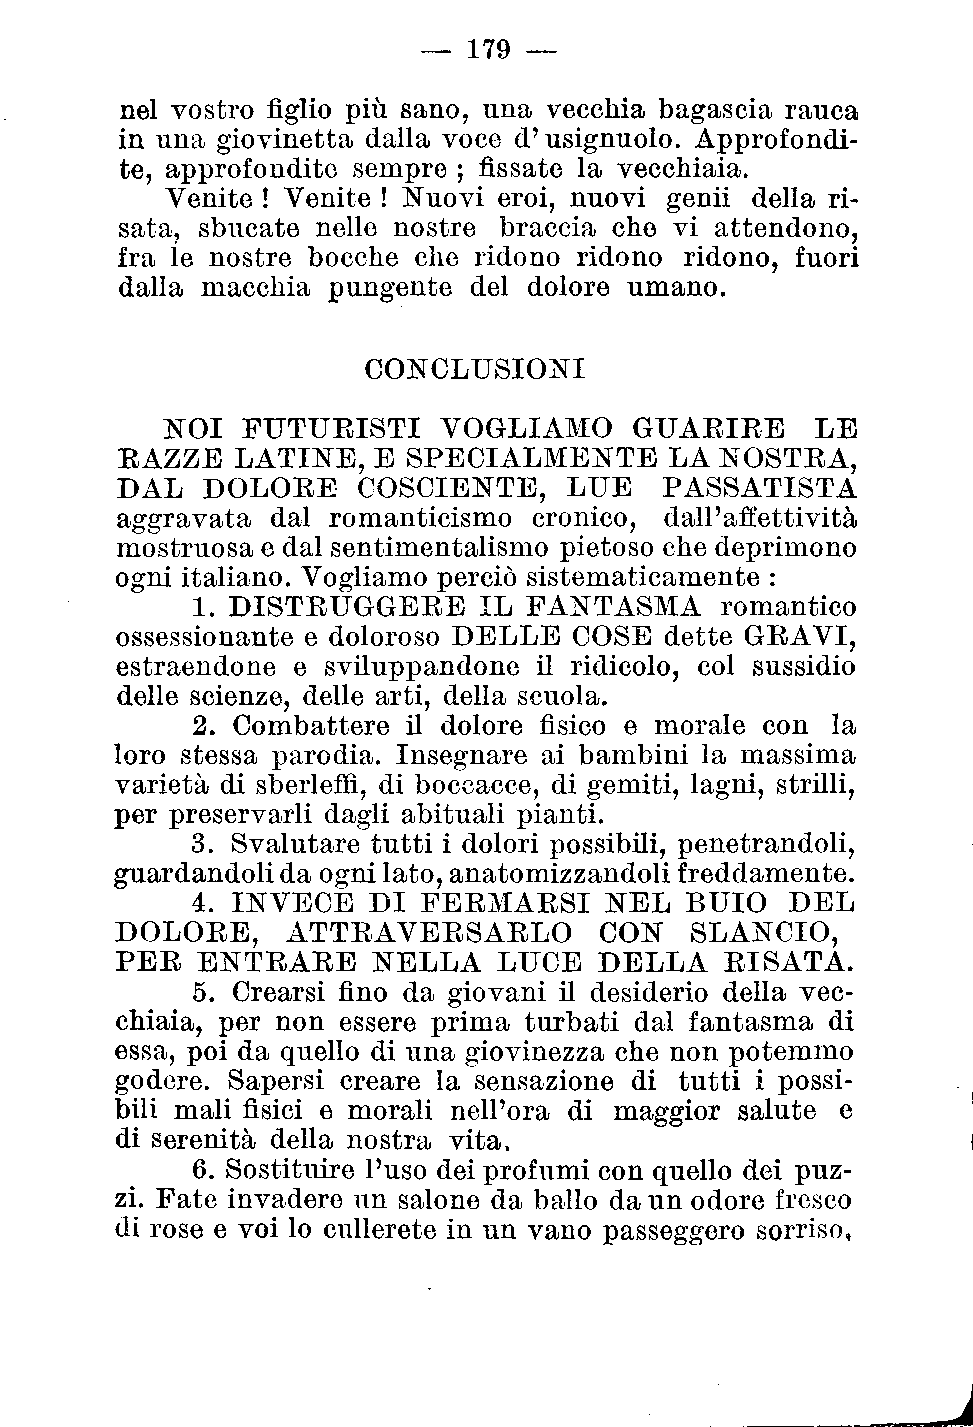 — 179 —
nel vostro figlio più sano, una vecchia bagascia rauca
in una giovinetta dalla voce d' usignuolo. Approfondi-
te, approfondite sempre ; fissate la vecchiaia.
Venite ! Venite ! Nuovi eroi, nuovi genii della ri-
sata, sbucate nelle nostre braccia che vi attendono,
fra le nostre bocche che ridono ridono ridono, fuori
dalla macchia pungente del dolore umano.
CONCLUSIONI
NOI FUTURISTI VOGLIAMO GUARIRE LE
RAZZE LATINE, E SPECIALMENTE LA NOSTRA,
DAL DOLORE COSCIENTE, LUE PASSATISTA
aggravata dal romanticismo cronico, dall'affettività
mostruosa e dal sentimentalismo pietoso che deprimono
ogni italiano. Vogliamo perciò sistematicamente :
1. DISTRUGGERE IL FANTASMA romantico
ossessionante e doloroso DELLE COSE dette GRAVI,
estraendone e sviluppandone il ridicolo, col sussidio
delle scienze, delle arti, della scuola.
2. Combattere il dolore fisico e morale con la
loro stessa parodia. Insegnare ai bambini la massima
varietà di sberleffi, di boccacce, di gemiti, lagni, strilli,
per preservarli dagli abituali pianti.
3. Svalutare tutti i dolori possibili, penetrandoli,
guardandoli da ogni lato, anatomizzandoli freddamente.
4. INVECE DI FERMARSI NEL BUIO DEL
DOLORE, ATTRAVERSARLO CON SLANCIO,
PER ENTRARE NELLA LUCE DELLA RISATA.
5. Crearsi fino da giovani il desiderio della vec-
chiaia, per non essere prima turbati dal fantasma di
essa, poi da quello di una giovinezza che non potemmo
godere. Sapersi creare la sensazione di tutti i possi-
bili mali fisici e morali nell'ora di maggior salute e
di serenità della nostra vita.
6. Sostituire l'uso dei profumi con quello dei puz-
zi. Fate invadere un salone da ballo da un odore fresco
di rose e voi lo cullerete in un vano passeggero sorriso,